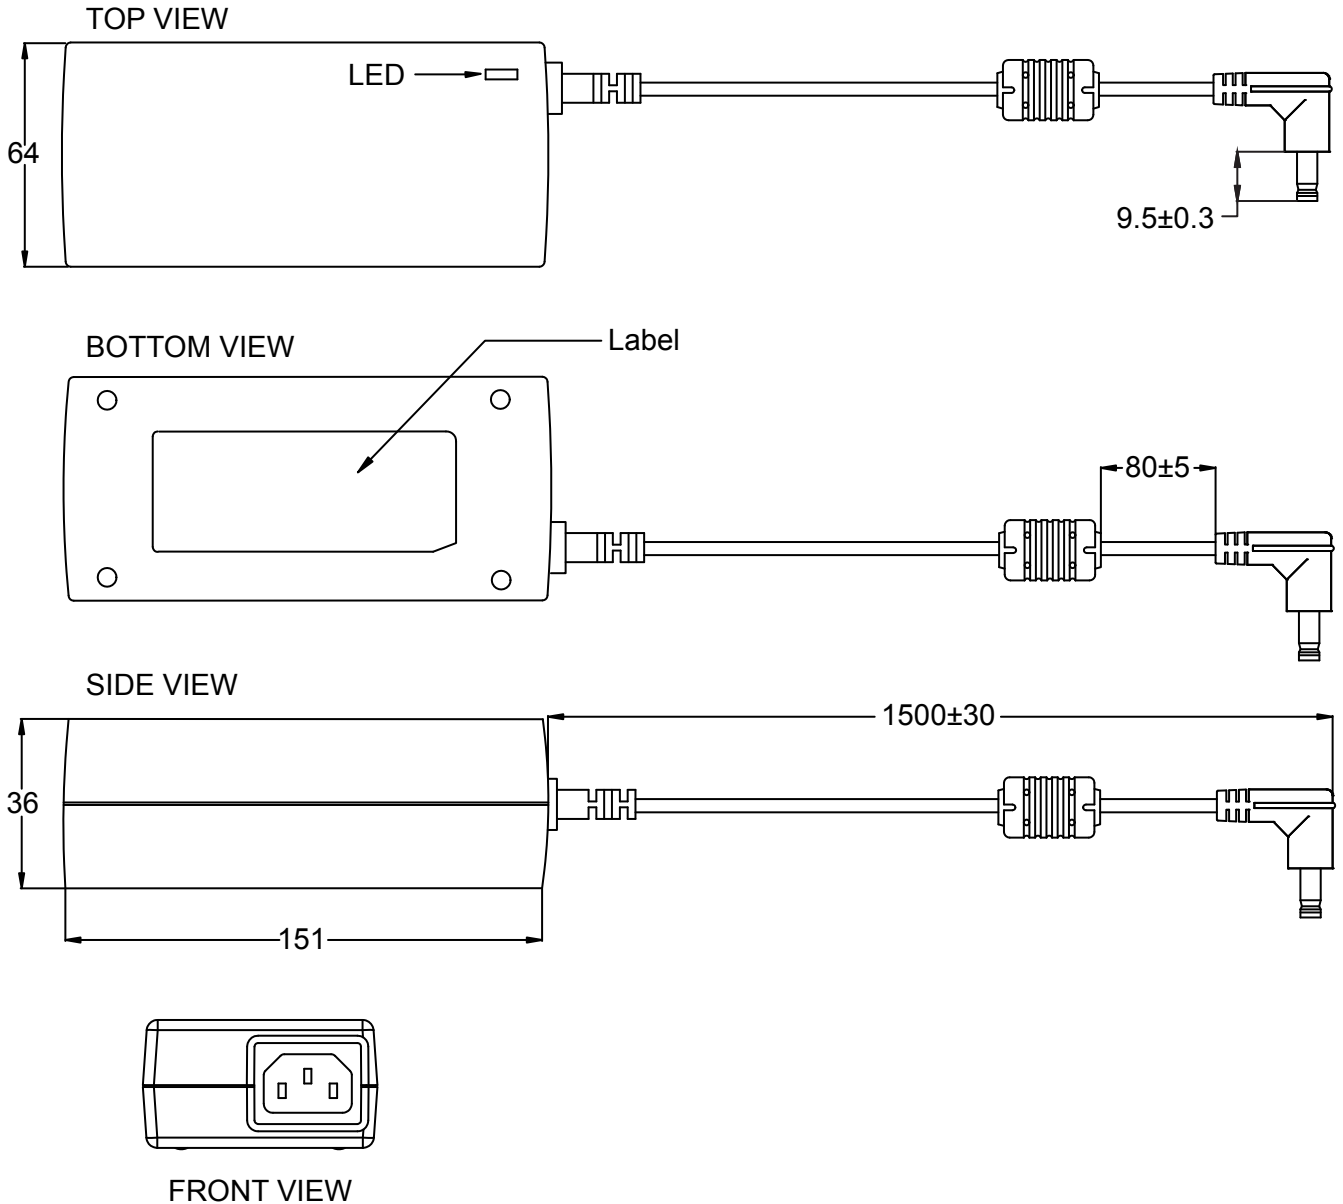 TOP VIEW
LED
64
9.5±0.3
BOTTOM VIEW
Label
80±5
SIDE VIEW
1500±30
36
151
FRONT VIEW